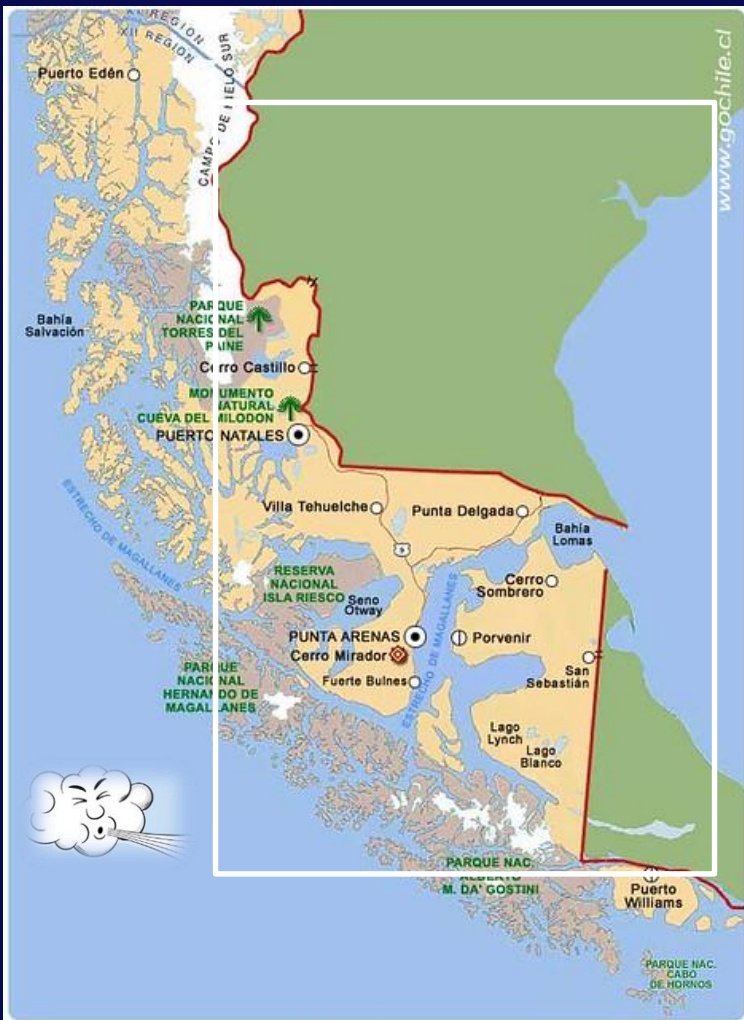 XI REGION
XII REGION
www.gochile.cl
Puerto Edén
CAMPO DE HIELO SUR
PARQUE
NACIONAL
TORRES DEL
PAINE
Bahía
Salvación
Cerro Castillo
MONUMENTO
NATURAL
CUEVA DEL MILODON
PUERTO NATALES
ESTRECHO DE MAGALLANES
Villa Tehuelche
Punta Delgada
Bahía
Lomas
9
RESERVA
NACIONAL
ISLA RIESCO
Seno
Otway
Cerro
Sombrero
ESTRECHO DE MAGALLANES
PUNTA ARENAS
Porvenir
Cerro Mirador
San
Sebastián
PARQUE
NACIONAL
HERNANDO DE
MAGALLANES
Fuerte Bulnes
Lago
Lynch
Lago
Blanco
PARQUE NAC.
ALBERTO
M. DA' GOSTINI
Puerto
Williams
PARQUE NAC.
CABO
DE HORNOS